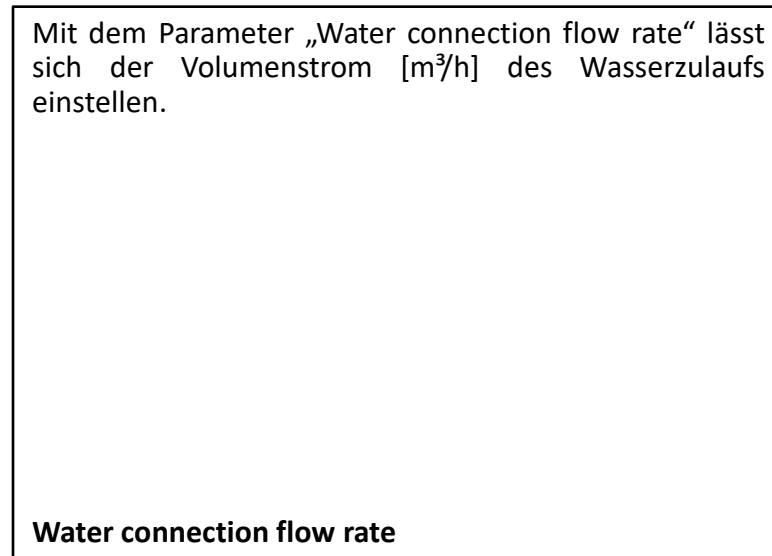 Mit dem Parameter „Water connection flow rate“ lässt
sich der Volumenstrom [m³/h] des Wasserzulaufs
einstellen.
Water connection flow rate